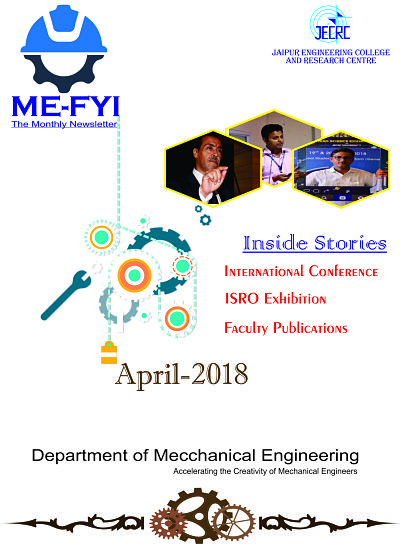 JECRC
JAIPUR ENGINEERING COLLEGE
AND RESEARCH CENTRE
ME-FYI
The Monthly Newsletter
Inside Stories
International Conference
ISRO Exhibition
Faculty Publications
April-2018
Department of Mecchanical Engineering
Accelerating the Creativity of Mechanical Engineers